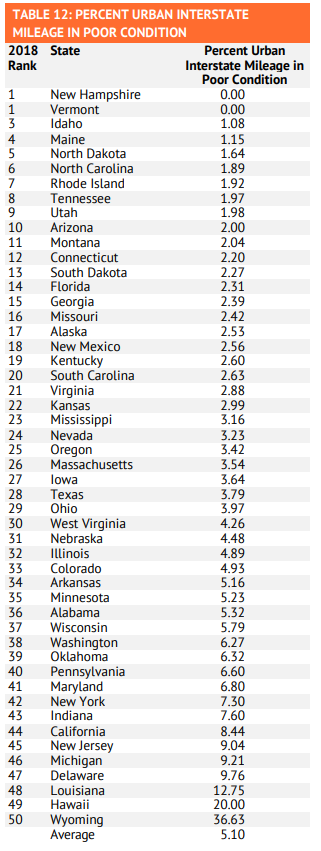 TABLE 12: PERCENT URBAN INTERSTATE
MILEAGE IN POOR CONDITION
2018 State Percent Urban
Rank Interstate Mileage in
Poor Condition
1 New Hampshire 0.00
1 Vermont 0.00
3 Idaho 1.08
4 Maine 1.15
5 North Dakota 1.64
6 North Carolina 1.89
7 Rhode Island 1.92
8 Tennessee 1.97
9 Utah 1.98
10 Arizona 2.00
11 Montana 2.04
12 Connecticut 2.20
13 South Dakota 2.27
14 Florida 2.31
15 Georgia 2.39
16 Missouri 2.42
17 Alaska 2.53
18 New Mexico 2.56
19 Kentucky 2.60
20 South Carolina 2.63
21 Virginia 2.88
22 Kansas 2.99
23 Mississippi 3.16
24 Nevada 3.23
25 Oregon 3.42
26 Massachusetts 3.54
27 Iowa 3.64
28 Texas 3.79
29 Ohio 3.97
30 West Virginia 4.26
31 Nebraska 4.48
32 Illinois 4.89
33 Colorado 4.93
34 Arkansas 5.16
35 Minnesota 5.23
36 Alabama 5.32
37 Wisconsin 5.79
38 Washington 6.27
39 Oklahoma 6.32
40 Pennsylvania 6.60
41 Maryland 6.80
42 New York 7.30
43 Indiana 7.60
44 California 8.44
45 New Jersey 9.04
46 Michigan 9.21
47 Delaware 9.76
48 Louisiana 12.75
49 Hawaii 20.00
50 Wyoming 36.63
Average 5.10